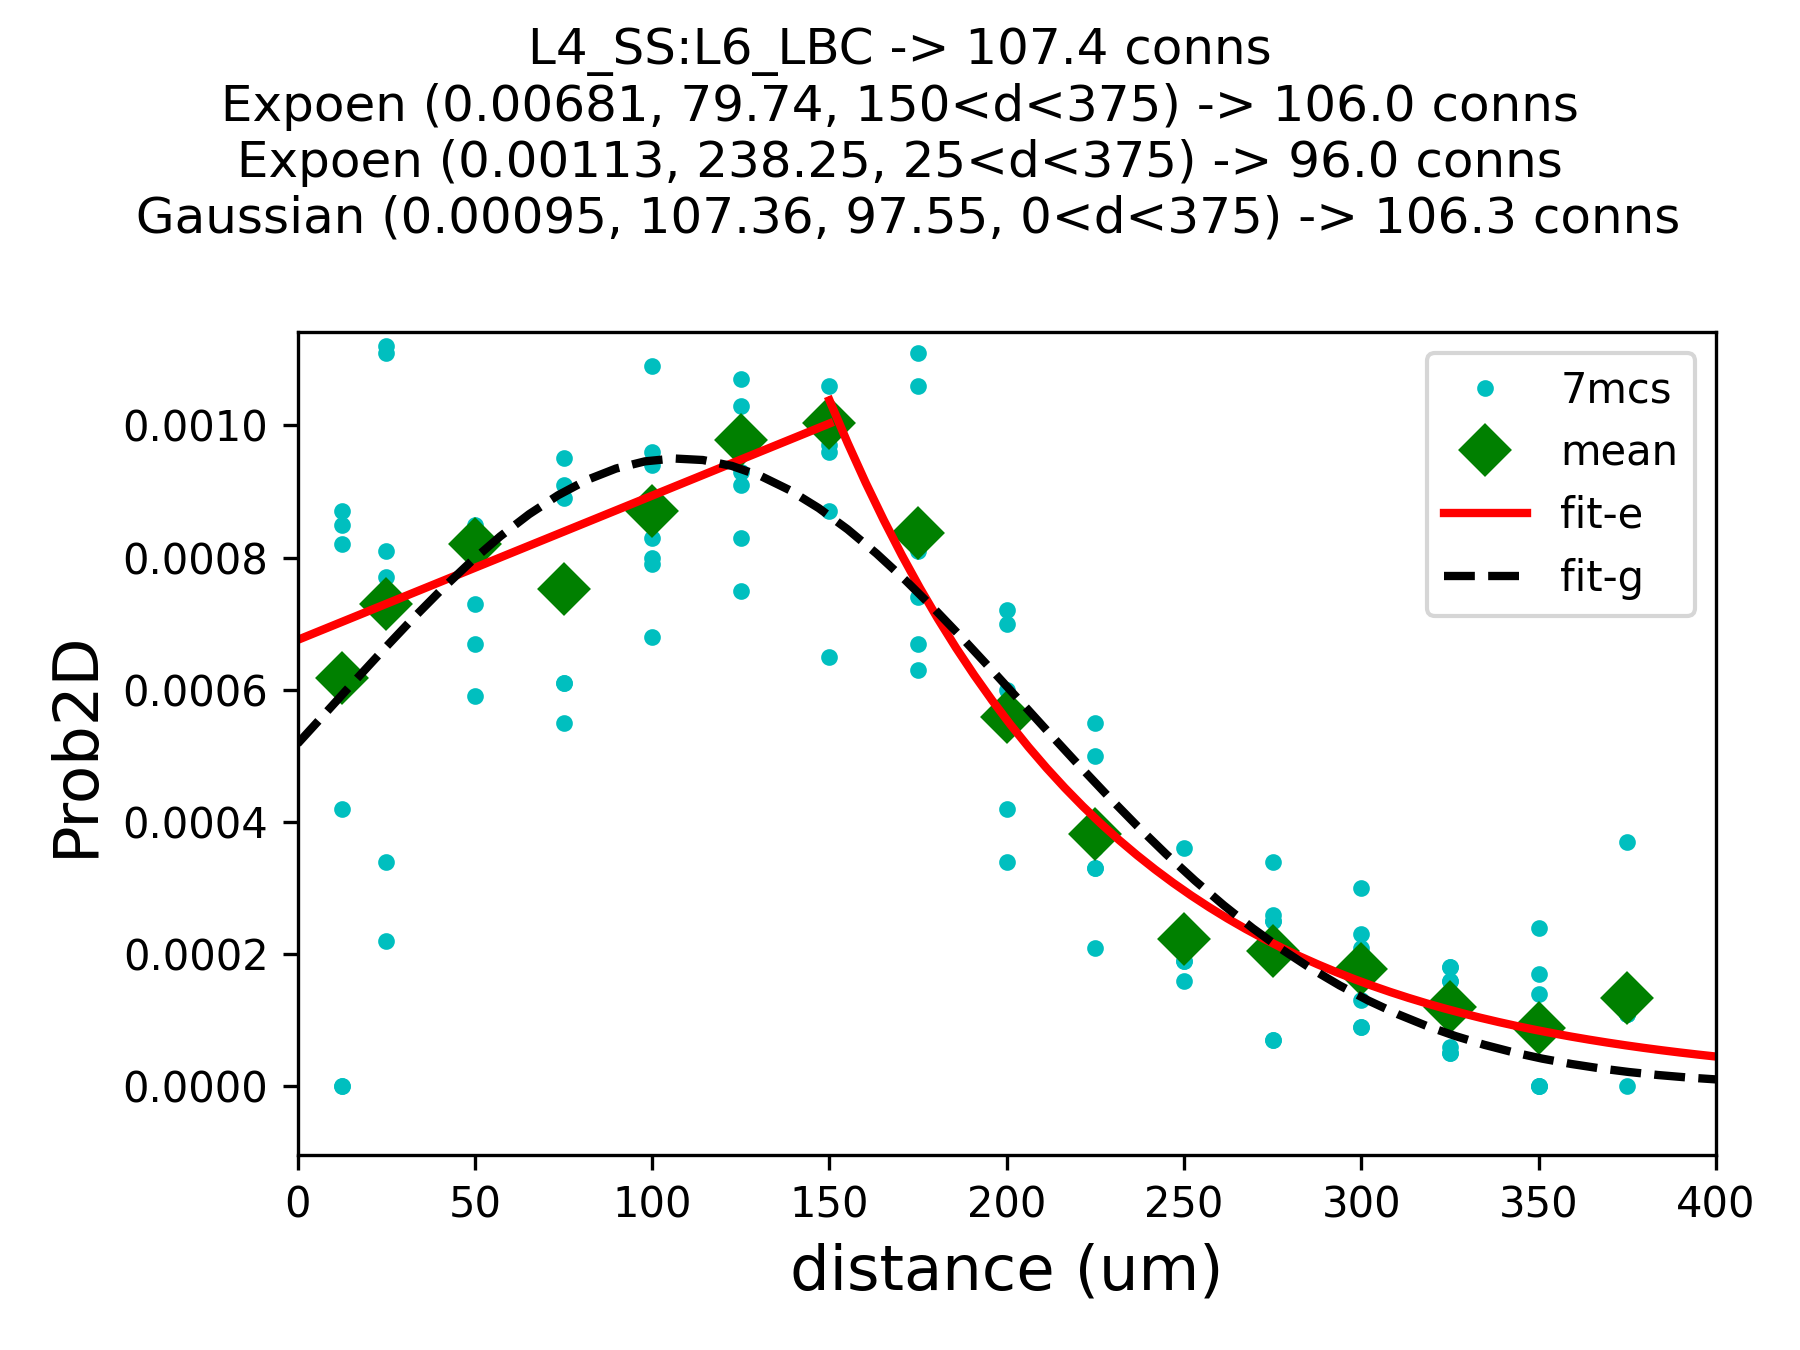 L4_SS:L6_LBC -> 107.4 conns
Expoen (0.00681, 79.74, 150<d<375) -> 106.0 conns
Expoen (0.00113, 238.25, 25<d<375) -> 96.0 conns
Gaussian (0.00095, 107.36, 97.55, 0<d<375) -> 106.3 conns
7mcs
mean
fit-e
fit-g
Prob2D
0.0010
0.0008
0.0006
0.0004
0.0002
0.0000
0 50 100 150 200 250 300 350 400
distance (um)